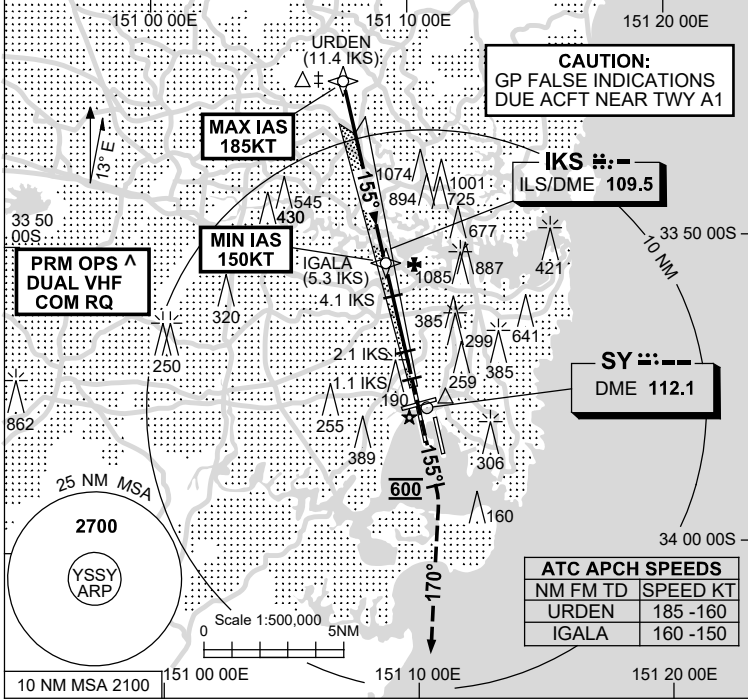 151 00 00E
151 10 00E
151 20 00E
URDEN
(11.4 IKS)
CAUTION:
GP FALSE INDICATIONS
DUE ACFT NEAR TWY A1
MAX IAS
185KT
13° E
155°
1074
1001
894
725
IKS
ILS/DME 109.5
545
430
677
33 50
00S
MIN IAS
150KT
33 50 00S
PRM OPS ^
DUAL VHF
COM RQ
IGALA
(5.3 IKS)
1085
887
421
10 NM
4.1 IKS
320
385
641
299
250
2.1 IKS
259
385
SY
DME 112.1
1.1 IKS
190
862
255
389
306
155°
25 NM MSA
600
160
2700
YSSY
ARP
34 00 00S
170°
ATC APCH SPEEDS
NM FM TD SPEED KT
URDEN 185 -160
IGALA 160 -150
Scale 1:500,000
0 5NM
10 NM MSA 2100
151 00 00E
151 10 00E
151 20 00E